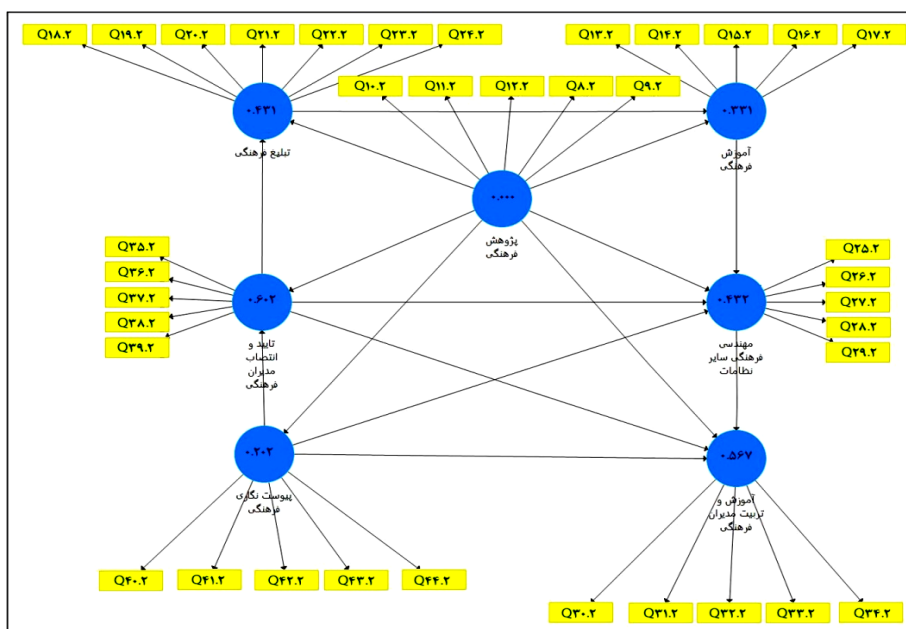 Q۱۸.۲ Q۱۹.۲ Q۲۰.۲ Q۲۱.۲ Q۲۲.۲ Q۲۳.۲ Q۲۴.۲
Q۱۳.۲ Q۱۴.۲ Q۱۵.۲ Q۱۶.۲ Q۱۷.۲
Q۱۰.۲ Q۱۱.۲ Q۱۲.۲ Q۸.۲ Q۹.۲
۰.۴۳۱
تبلیغ فرهنگی
۰.۳۳۱
آموزش
فرهنگی
۰.۰۰۰
پژوهش
فرهنگی
Q۳۵.۲
Q۳۶.۲
Q۳۷.۲
Q۳۸.۲
Q۳۹.۲
۰.۶۰۲
تایید و
انتصاب
مدیران
فرهنگی
۰.۴۳۲
مهندسی
فرهنگی سایر
نظامات
Q۲۵.۲
Q۲۶.۲
Q۲۷.۲
Q۲۸.۲
Q۲۹.۲
۰.۲۰۲
پیوست نگاری
فرهنگی
۰.۵۶۷
آموزش و
تربیت مدیران
فرهنگی
Q۴۰.۲ Q۴۱.۲ Q۴۲.۲ Q۴۳.۲ Q۴۴.۲
Q۳۰.۲ Q۳۱.۲ Q۳۲.۲ Q۳۳.۲ Q۳۴.۲